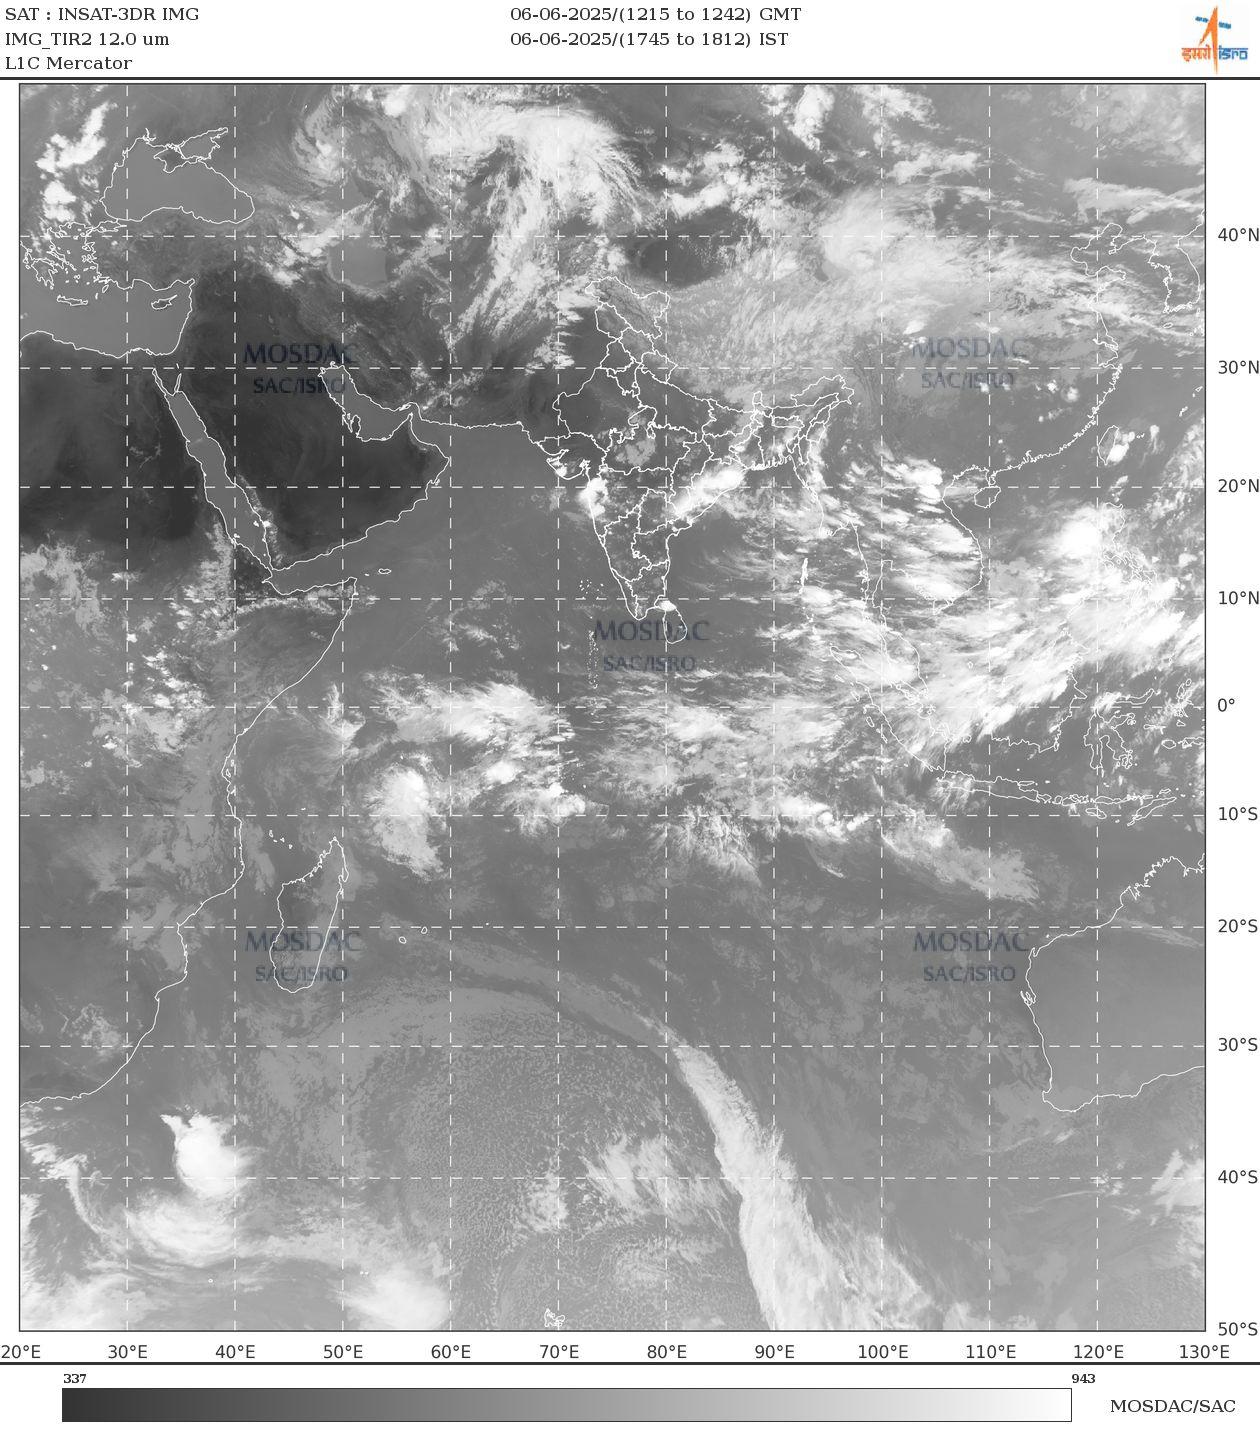 SAT : INSAT-3DR IMG
IMG_TIR2 12.0 um
L1C Mercator
06-06-2025/(1215 to 1242) GMT
06-06-2025/(1745 to 1812) IST
इसरो isro
40°N
30°N
20°N
10°N
0°
10°S
20°S
30°S
40°S
50°S
MOSDAC
SAC/ISRO
MOSDAC
SAC/ISRO
MOSDAC
SAC/ISRO
MOSDAC
SAC/ISRO
MOSDAC
SAC/ISRO
20°E 30°E 40°E 50°E 60°E 70°E 80°E 90°E 100°E 110°E 120°E 130°E
337 943
MOSDAC/SAC